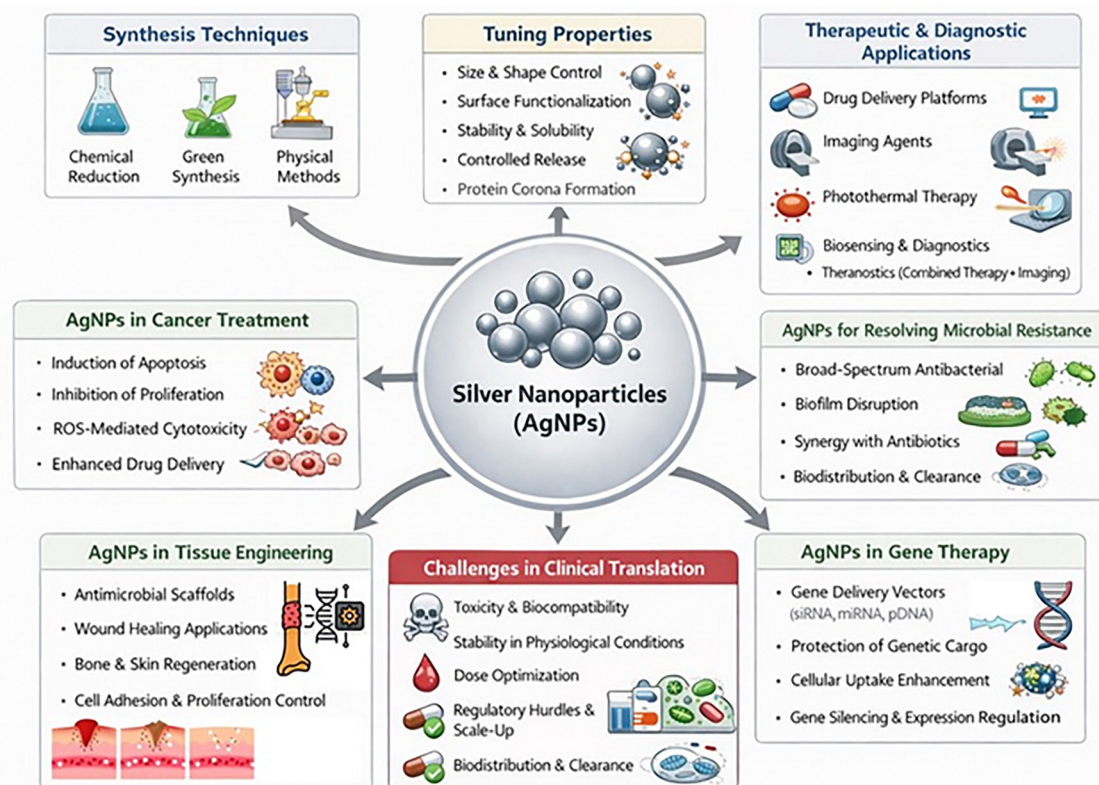 Synthesis Techniques
Chemical
Reduction
Green
Synthesis
Physical
Methods
Tuning Properties
• Size & Shape Control
• Surface Functionalization
• Stability & Solubility
• Controlled Release
• Protein Corona Formation
Therapeutic & Diagnostic
Applications
Drug Delivery Platforms
Imaging Agents
Photothermal Therapy
Biosensing & Diagnostics
• Theranostics (Combined Therapy + Imaging)
Silver Nanoparticles
(AgNPs)
AgNPs in Cancer Treatment
• Induction of Apoptosis
• Inhibition of Proliferation
• ROS-Mediated Cytotoxicity
• Enhanced Drug Delivery
AgNPs for Resolving Microbial Resistance
• Broad-Spectrum Antibacterial
• Biofilm Disruption
• Synergy with Antibiotics
• Biodistribution & Clearance
AgNPs in Tissue Engineering
• Antimicrobial Scaffolds
• Wound Healing Applications
• Bone & Skin Regeneration
• Cell Adhesion & Proliferation Control
Challenges in Clinical Translation
Toxicity & Biocompatibility
Stability in Physiological Conditions
Dose Optimization
Regulatory Hurdles &
Scale-Up
Biodistribution & Clearance
AgNPs in Gene Therapy
• Gene Delivery Vectors
(siRNA, miRNA, pDNA)
• Protection of Genetic Cargo
• Cellular Uptake Enhancement
• Gene Silencing & Expression Regulation